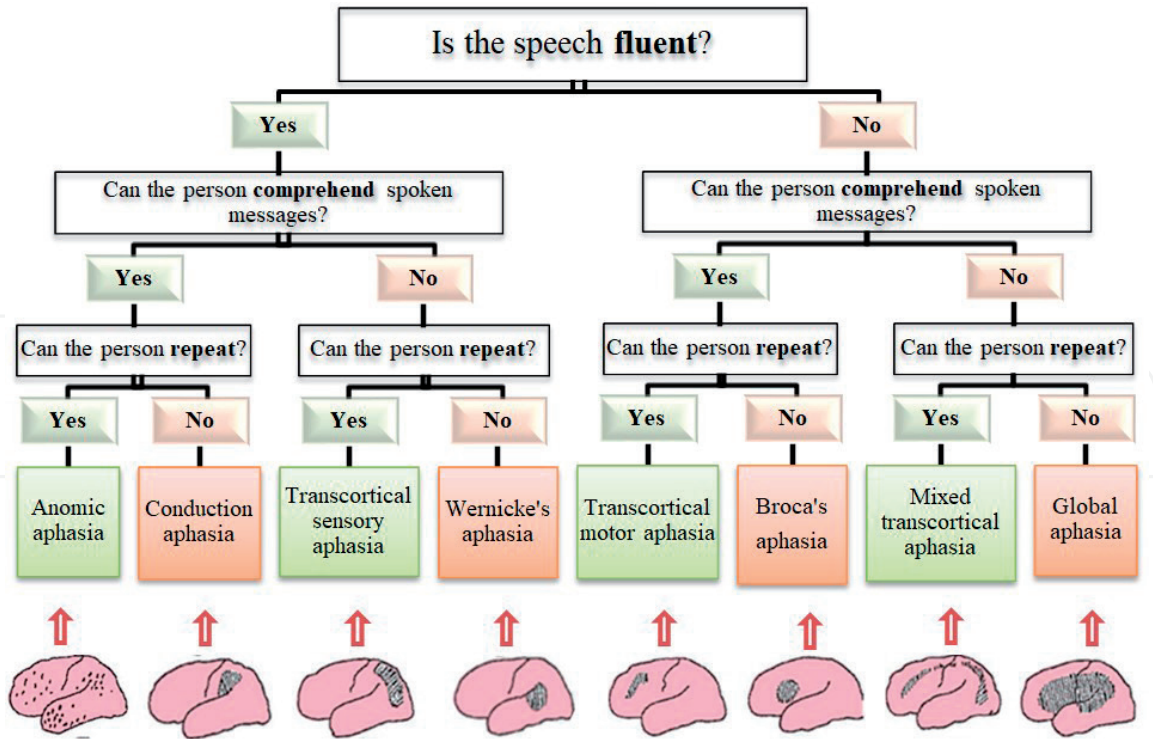 Is the speech fluent?
Yes
No
Can the person comprehend spoken
messages?
Can the person comprehend spoken
messages?
Yes
No
Yes
No
Can the person repeat?
Can the person repeat?
Can the person repeat?
Can the person repeat?
Yes
No
Yes
No
Yes
No
Yes
No
Anomic
aphasia
Conduction
aphasia
Transcortical
sensory
aphasia
Wernicke's
aphasia
Transcortical
motor aphasia
Broca's
aphasia
Mixed
transcortical
aphasia
Global
aphasia